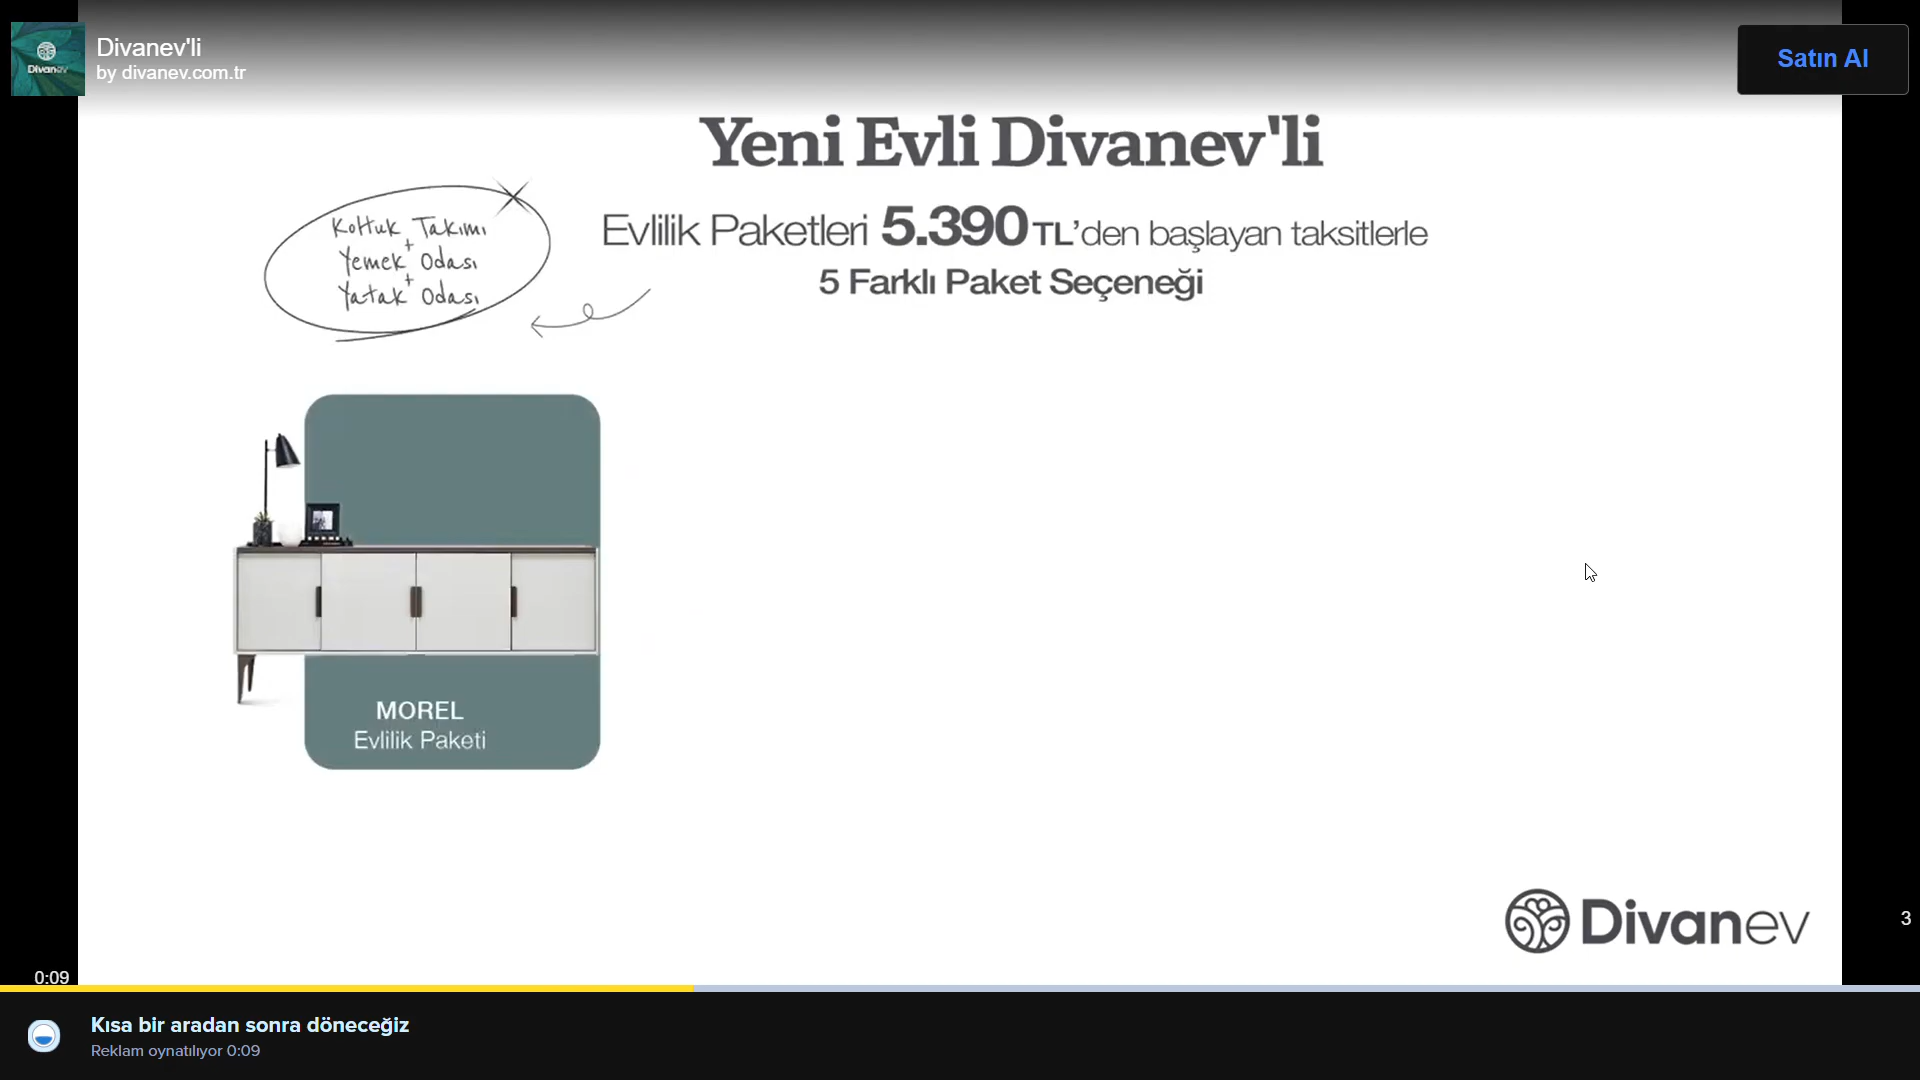 Divanev
Divanev'li
by divanev.com.tr
Satın Al
Yeni Evli Divanev'li
Koltuk Takımı
+
Yemek Odası
+
Yatak Odası
Evlilik Paketleri 5.390 TL'den başlayan taksitlerle
5 Farklı Paket Seçeneği
MOREL
Evlilik Paketi
Divanev
3
0:09
Kısa bir aradan sonra döneceğiz
Reklam oynatılıyor 0:09